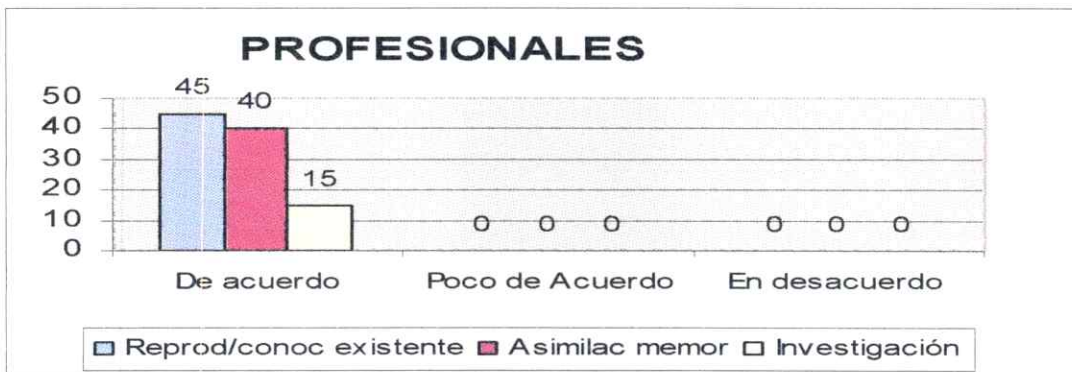 PROFESIONALES
45
40
15
50
40
30
20
10
0
0 0 0
0 0 0
De acuerdo
Poco de Acuerdo
En desacuerdo
Reprod/conoc existente
Asimilac memor
Investigación